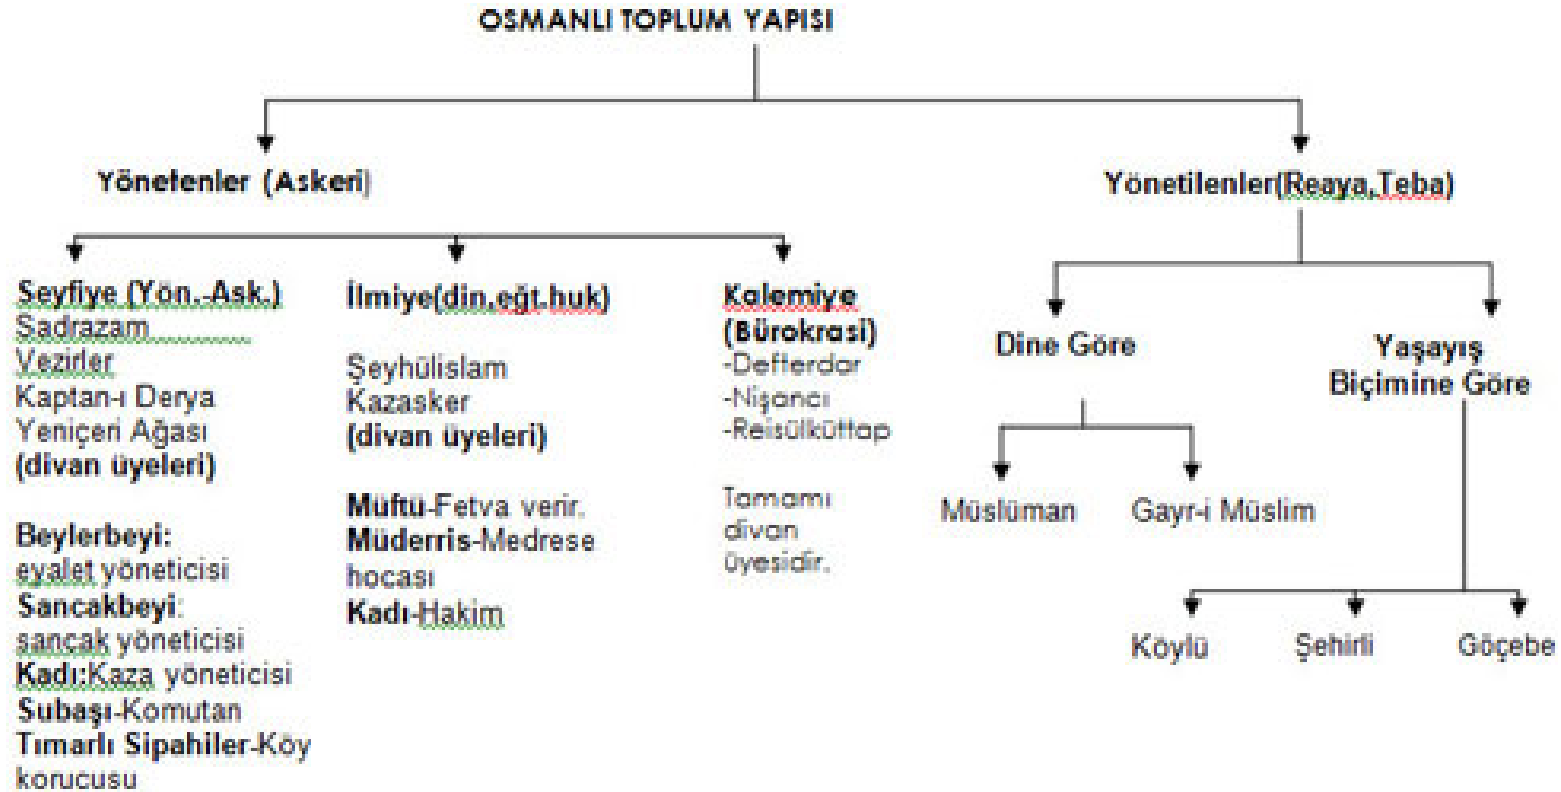 OSMANLI TOPLUM YAPISI
Yönetenler (Askeri)
Yönetilenler(Reaya,Teba)
Seyfiye (Yön.-Ask.)
Sadrazam
Vezirler
Kaptan-ı Derya
Yeniçeri Ağası
(divan üyeleri)
Beylerbeyi:
eyalet yöneticisi
Sancakbeyi:
sancak yöneticisi
Kadı:Kaza yöneticisi
Subaşı-Komutan
Tımarlı Sipahiler-Köy
korucusu
İlmiye(din,eğt.huk)
Şeyhülislam
Kazasker
(divan üyeleri)
Müftü-Fetva verir.
Müderris-Medrese
hocası
Kadı-Hakim
Kalemiye
(Bürokrasi)
-Defterdar
-Nişancı
-Reisülküttap
Tamamı
divan
üyesidir.
Dine Göre
Müslüman
Gayr-i Müslim
Yaşayış
Biçimine Göre
Köylü
Şehirli
Göçebe